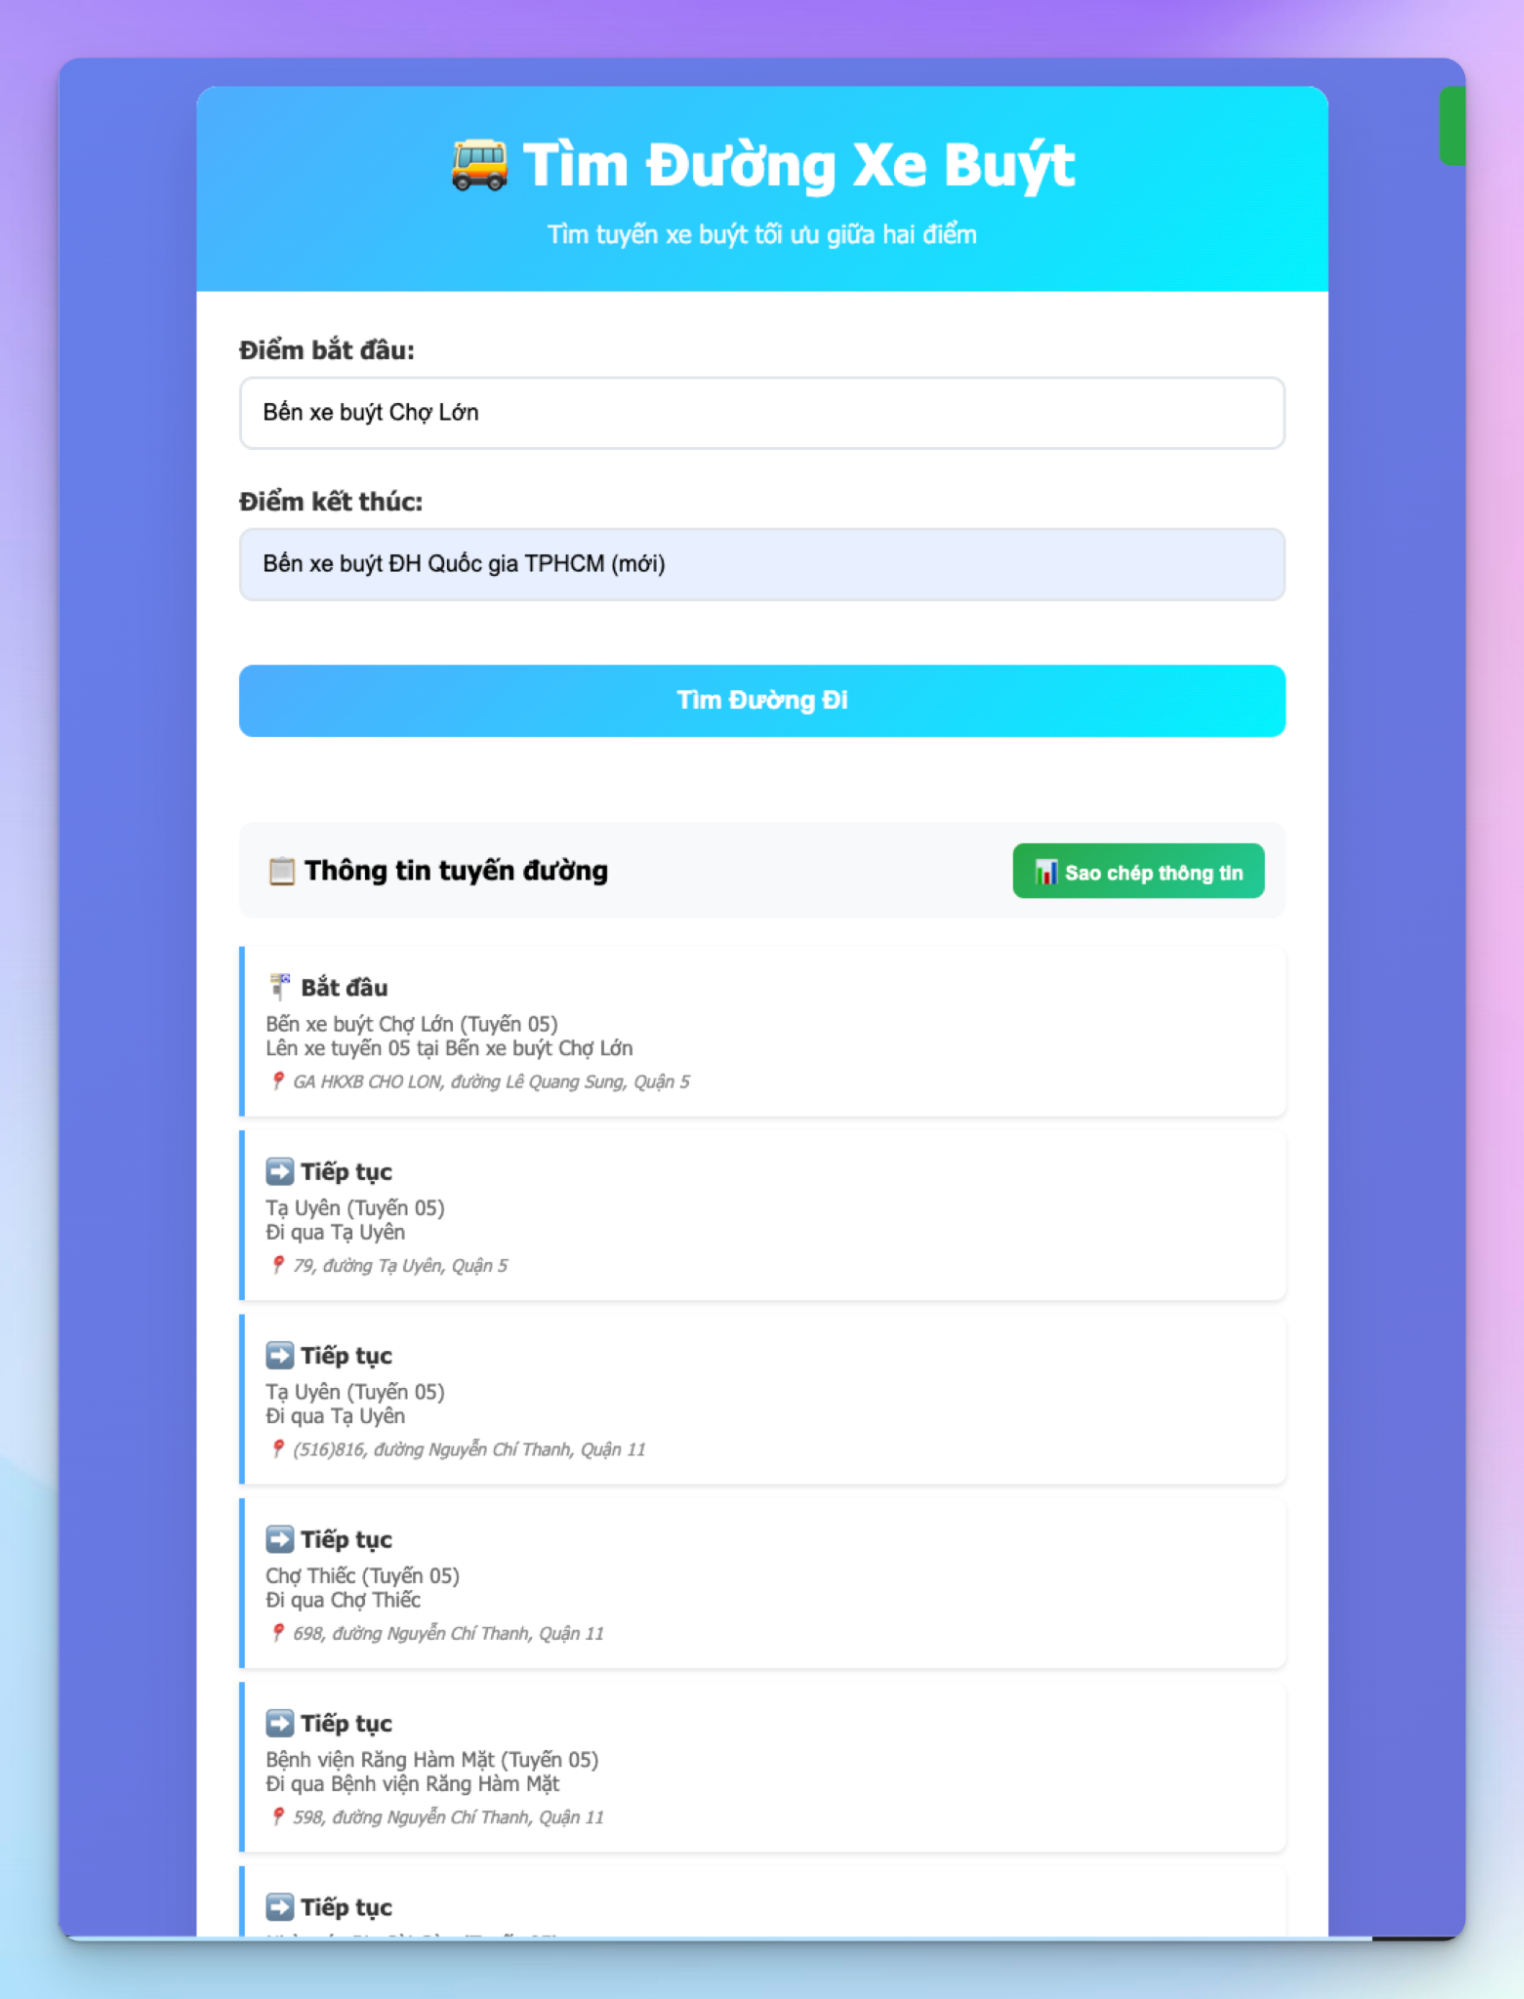 Tìm Đường Xe Buýt
Tìm tuyến xe buýt tối ưu giữa hai điểm
Điểm bắt đầu:
Bến xe buýt Chợ Lớn
Điểm kết thúc:
Bến xe buýt ĐH Quốc gia TPHCM (mới)
Tìm Đường Đi
Thông tin tuyến đường
Sao chép thông tin
Bắt đầu
Bến xe buýt Chợ Lớn (Tuyến 05)
Lên xe tuyến 05 tại Bến xe buýt Chợ Lớn
GA HKXB CHO LON, đường Lê Quang Sung, Quận 5
Tiếp tục
Tạ Uyên (Tuyến 05)
Đi qua Tạ Uyên
79, đường Tạ Uyên, Quận 5
Tiếp tục
Tạ Uyên (Tuyến 05)
Đi qua Tạ Uyên
(516)816, đường Nguyễn Chí Thanh, Quận 11
Tiếp tục
Chợ Thiếc (Tuyến 05)
Đi qua Chợ Thiếc
698, đường Nguyễn Chí Thanh, Quận 11
Tiếp tục
Bệnh viện Răng Hàm Mặt (Tuyến 05)
Đi qua Bệnh viện Răng Hàm Mặt
598, đường Nguyễn Chí Thanh, Quận 11
Tiếp tục